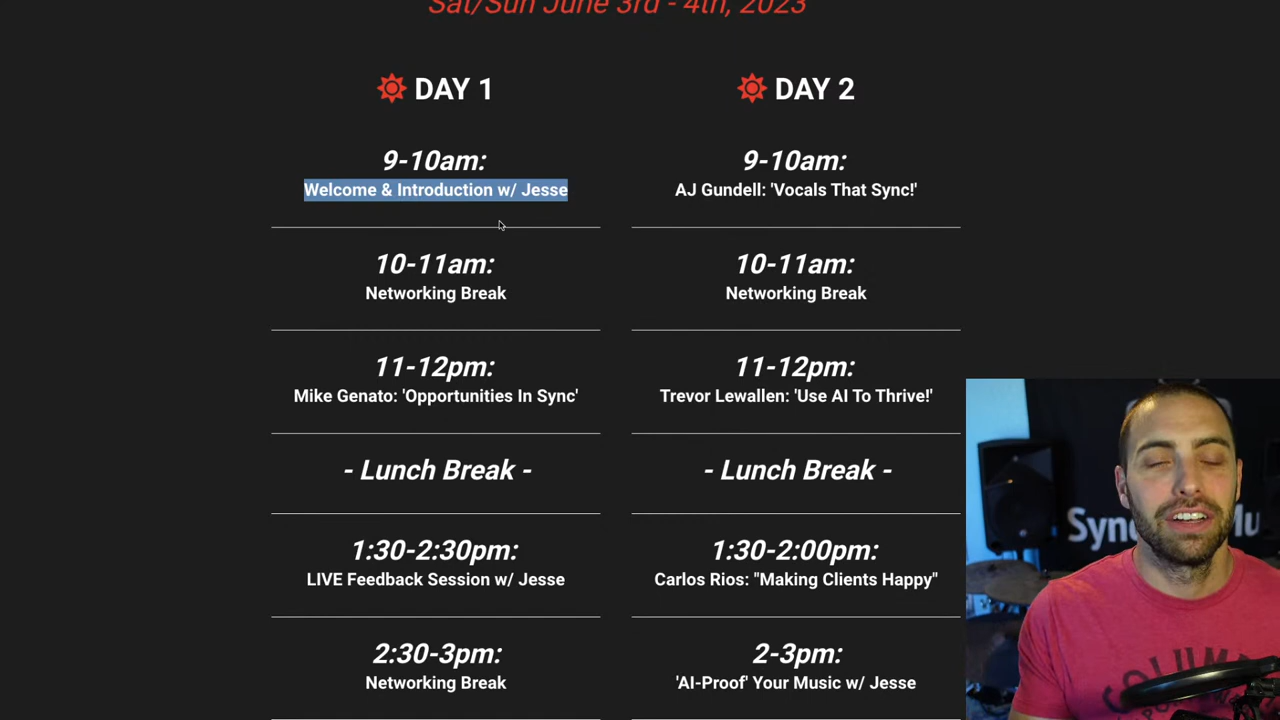 Sat/Sun June 3rd - 4th, 2023
DAY 1
9-10am:
Welcome & Introduction w/ Jesse
10-11am:
Networking Break
11-12pm:
Mike Genato: 'Opportunities In Sync'
- Lunch Break -
1:30-2:30pm:
LIVE Feedback Session w/ Jesse
2:30-3pm:
Networking Break
DAY 2
9-10am:
AJ Gundell: 'Vocals That Sync!'
10-11am:
Networking Break
11-12pm:
Trevor Lewallen: 'Use AI To Thrive!'
- Lunch Break -
1:30-2:00pm:
Carlos Rios: "Making Clients Happy"
2-3pm:
'AI-Proof' Your Music w/ Jesse